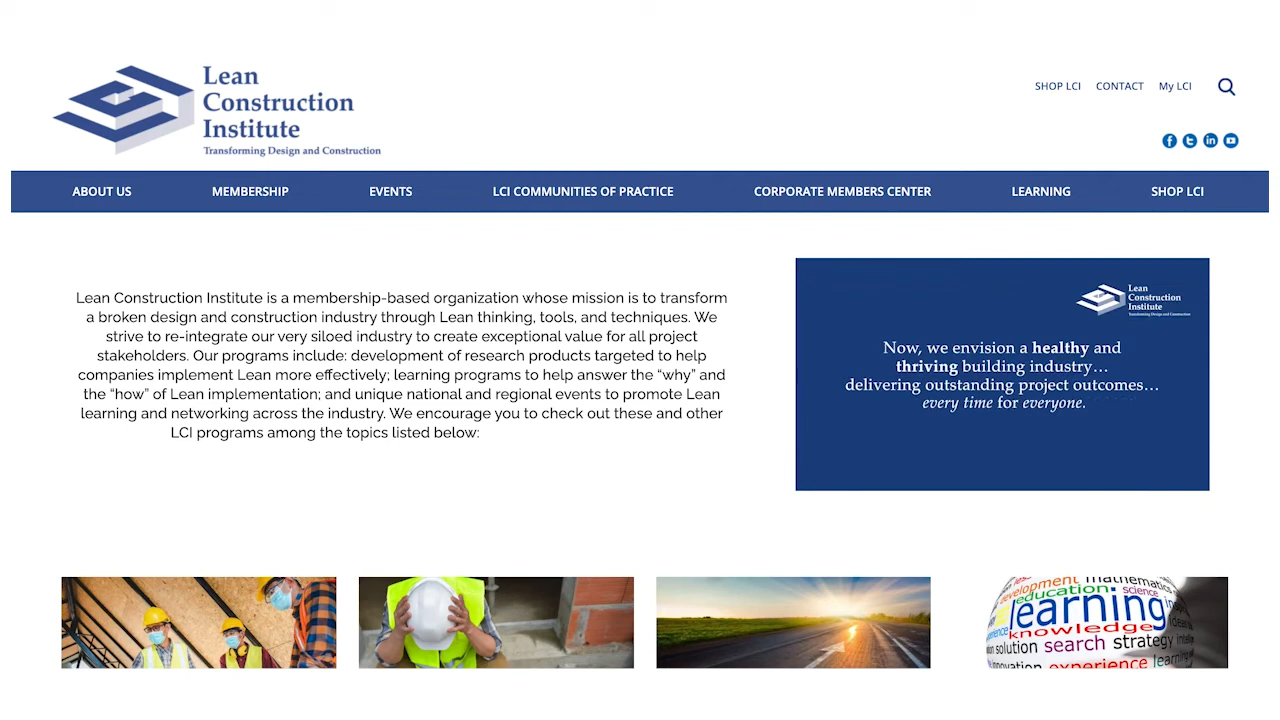 Lean
Construction
Institute
Transforming Design and Construction
SHOP LCI CONTACT My LCI
ABOUT US MEMBERSHIP EVENTS LCI COMMUNITIES OF PRACTICE CORPORATE MEMBERS CENTER LEARNING SHOP LCI
Lean Construction Institute is a membership-based organization whose mission is to transform
a broken design and construction industry through Lean thinking, tools, and techniques. We
strive to re-integrate our very siloed industry to create exceptional value for all project
stakeholders. Our programs include: development of research products targeted to help
companies implement Lean more effectively; learning programs to help answer the “why” and
the “how” of Lean implementation; and unique national and regional events to promote Lean
learning and networking across the industry. We encourage you to check out these and other
LCI programs among the topics listed below:
Lean
Construction
Institute
Transforming Design and Construction
Now, we envision a healthy and
thriving building industry…
delivering outstanding project outcomes…
every time for everyone.
development mathematics
education science
learning
knowledge
solution search strategy
experience